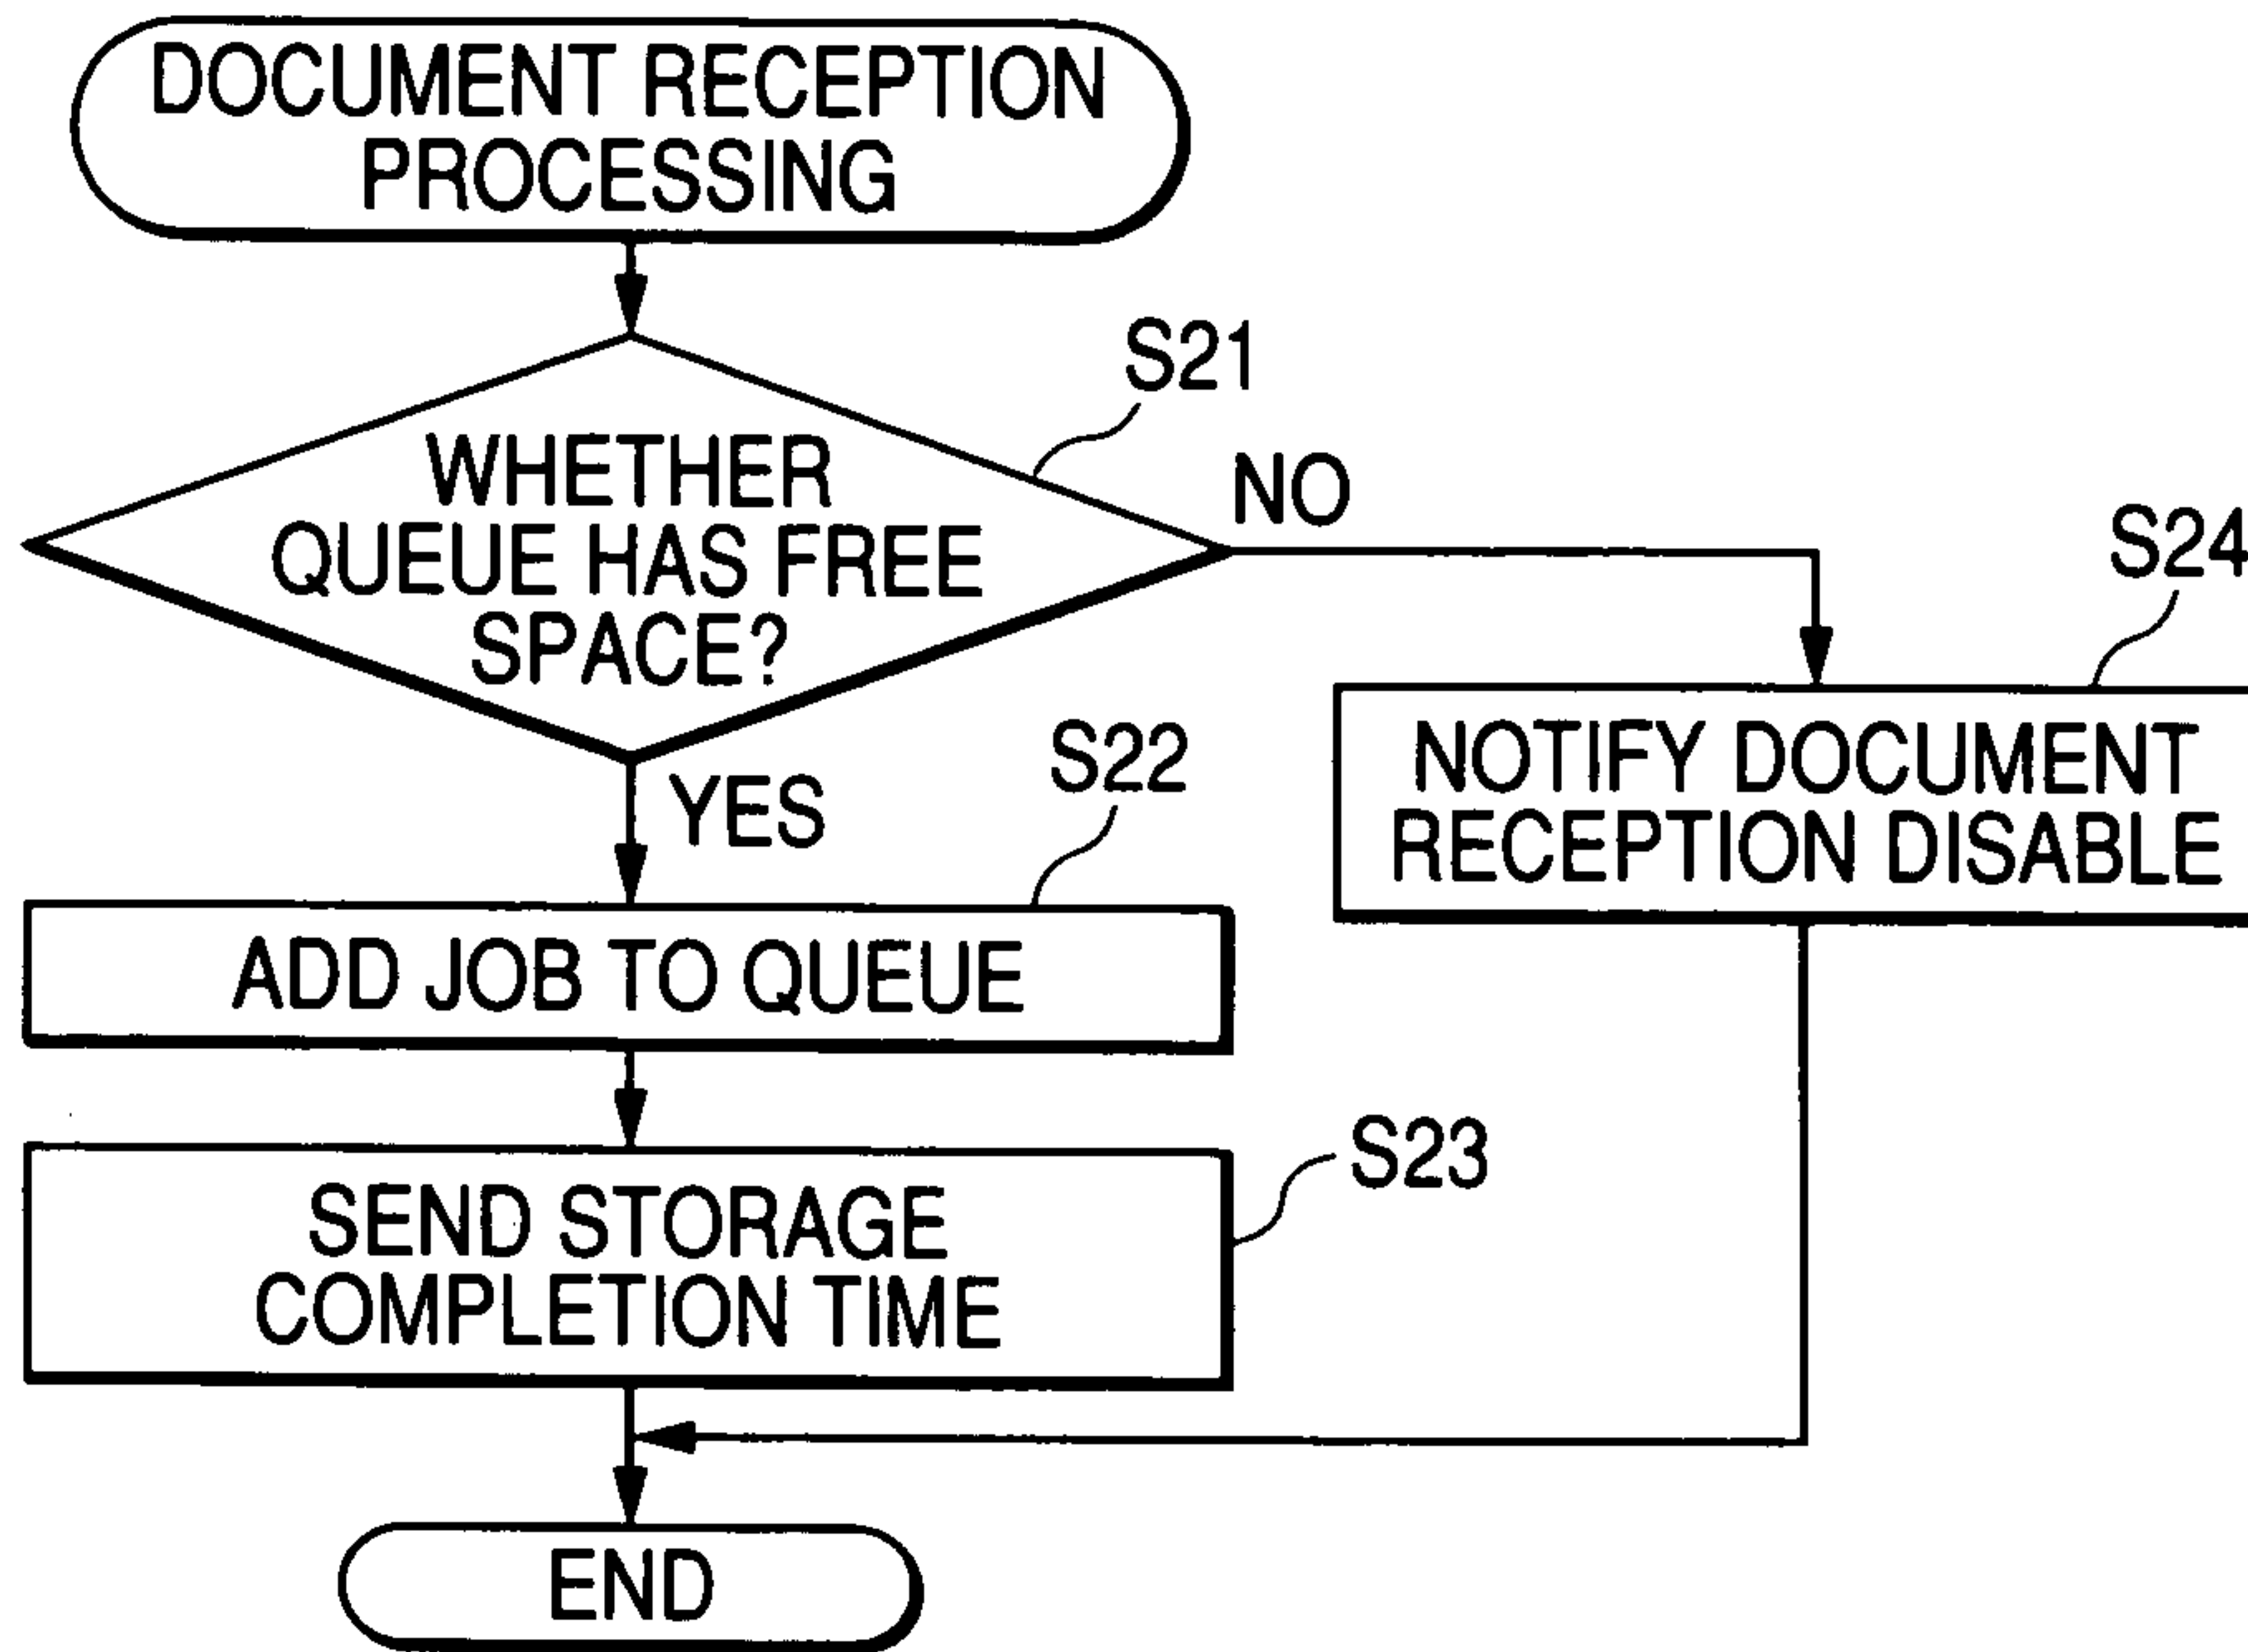 DOCUMENT RECEPTION
PROCESSING
S21
WHETHER
QUEUE HAS FREE
SPACE?
NO
S24
NOTIFY DOCUMENT
RECEPTION DISABLE
YES
S22
ADD JOB TO QUEUE
S23
SEND STORAGE
COMPLETION TIME
END